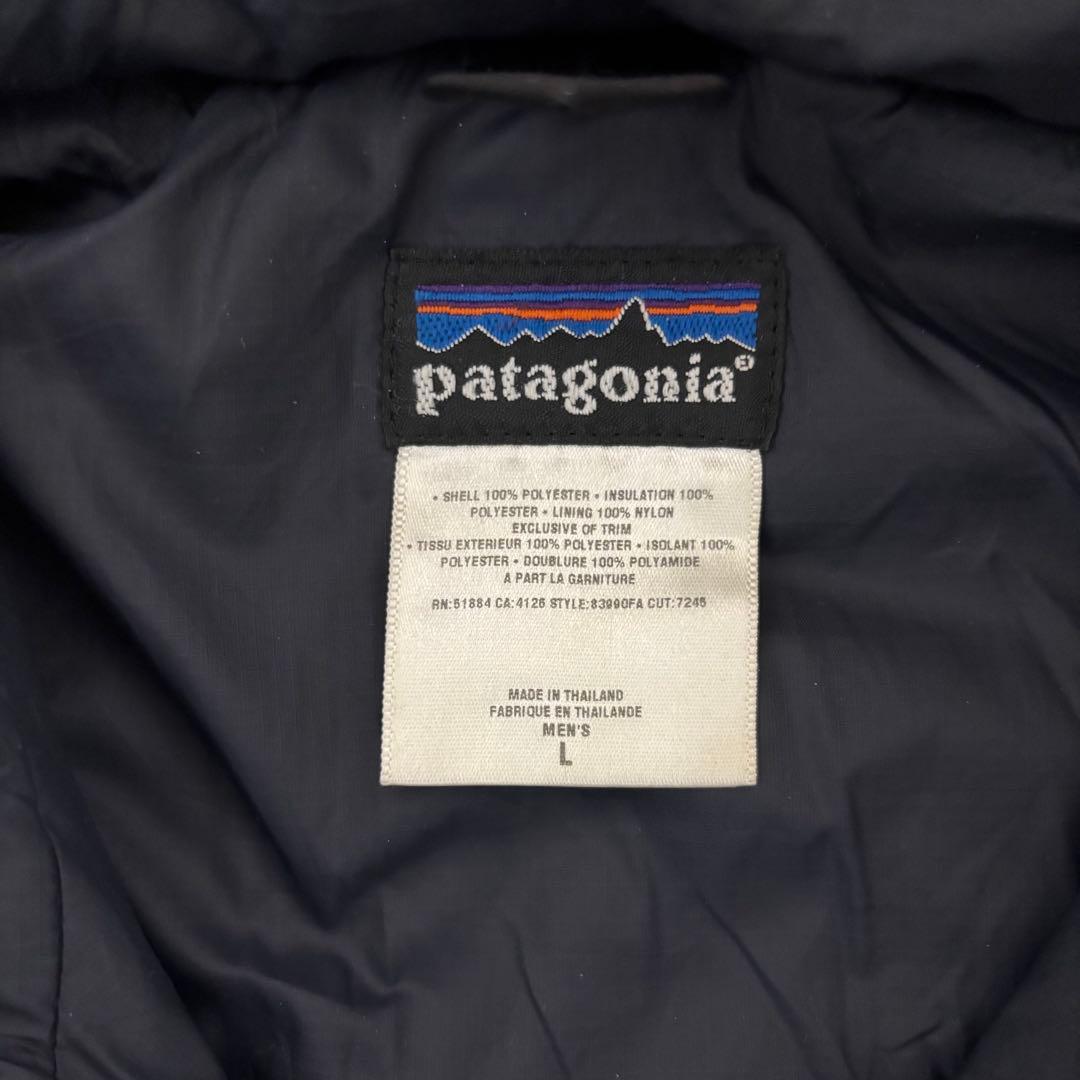 patagonia®
• SHELL 100% POLYESTER • INSULATION 100%
POLYESTER • LINING 100% NYLON
EXCLUSIVE OF TRIM
• TISSU EXTERIEUR 100% POLYESTER • ISOLANT 100%
POLYESTER • DOUBLURE 100% POLYAMIDE
A PART LA GARNITURE
RN:51884 CA:4126 STYLE:83990FA CUT:7245
MADE IN THAILAND
FABRIQUE EN THAILANDE
MEN'S
L